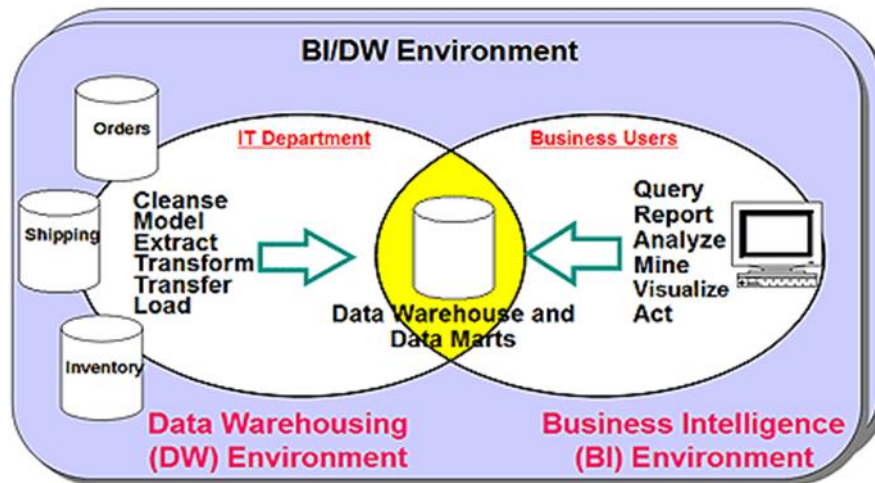 BI/DW Environment
Orders
Shipping
Inventory
IT Department
Cleanse
Model
Extract
Transform
Transfer
Load
Data Warehouse and
Data Marts
Business Users
Query
Report
Analyze
Mine
Visualize
Act
Data Warehousing
(DW) Environment
Business Intelligence
(BI) Environment